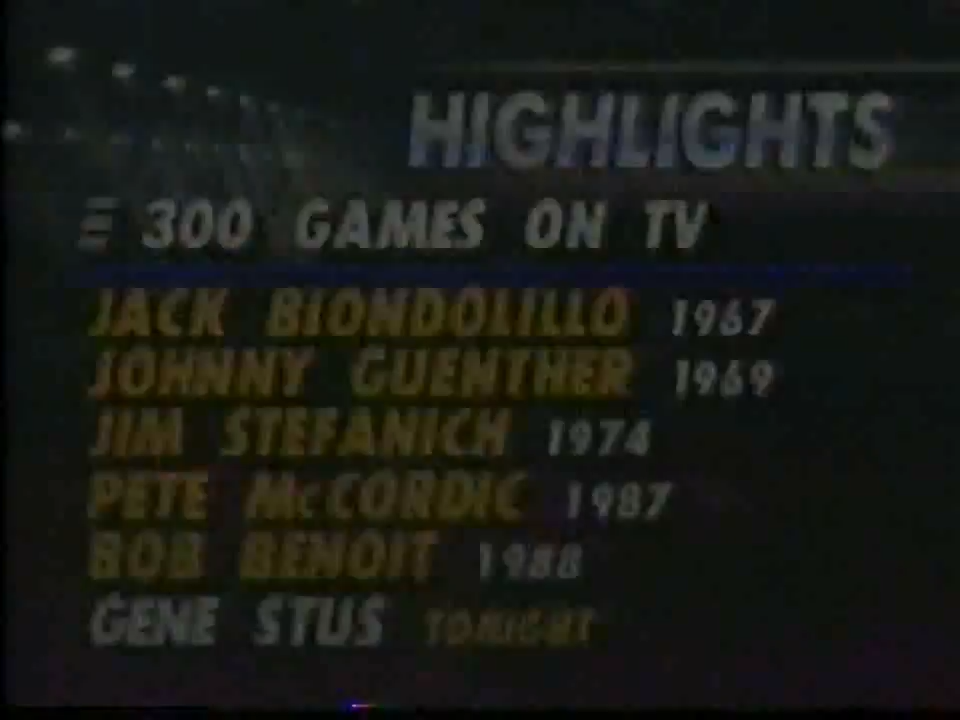 HIGHLIGHTS
300 GAMES ON TV
JACK BIONDOLILLO 1967
JOHNNY GUENTHER 1969
JIM STEFANICH 1974
PETE McCORDIC 1987
BOB BENOIT 1988
GENE STUS TONIGHT